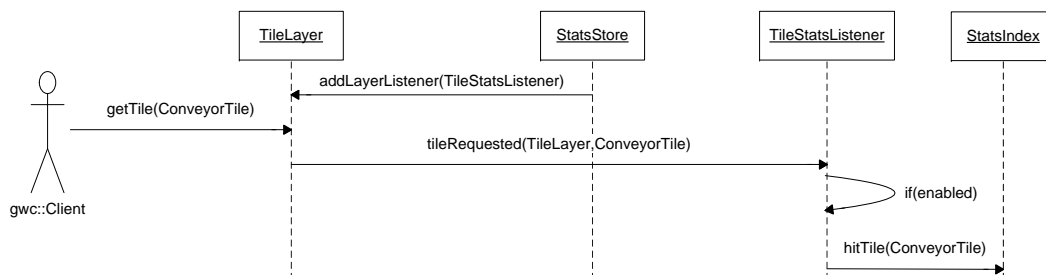 TileLayer
StatsStore
TileStatsListener
StatsIndex
addLayerListener(TileStatsListener)
getTile(ConveyorTile)
tileRequested(TileLayer,ConveyorTile)
if(enabled)
gwc::Client
hitTile(ConveyorTile)